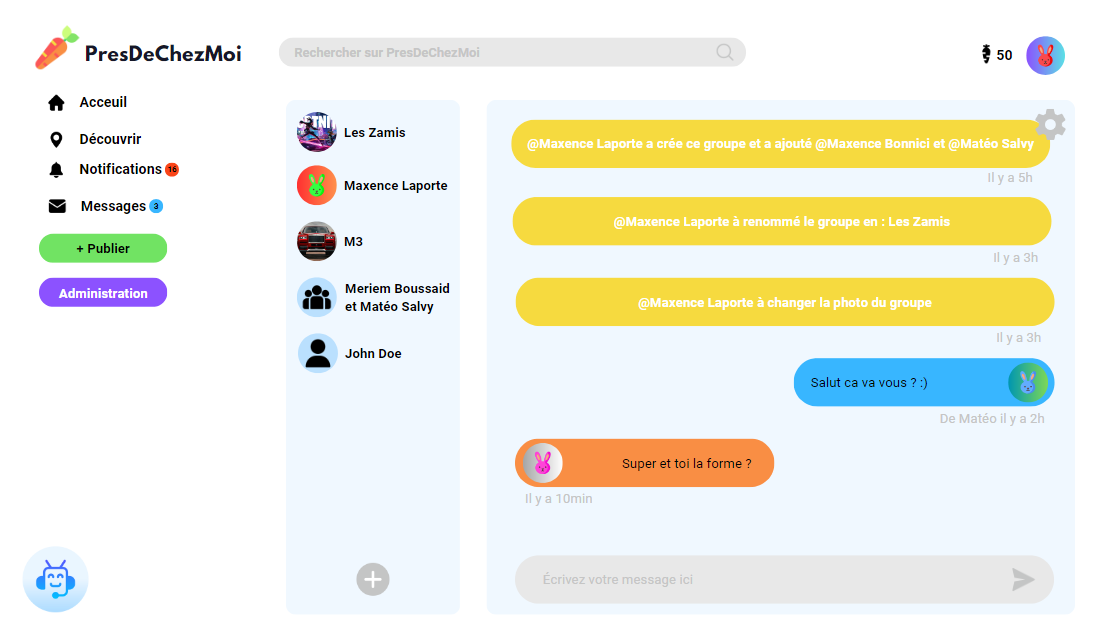 PresDeChezMoi
Rechercher sur PresDeChezMoi
50
Acceuil
Découvrir
Notifications 16
Messages 3
+ Publier
Administration
Les Zamis
Maxence Laporte
M3
Meriem Boussaid
et Matéo Salvy
John Doe
@Maxence Laporte a crée ce groupe et a ajouté @Maxence Bonnici et @Matéo Salvy
Il y a 5h
@Maxence Laporte à renommé le groupe en : Les Zamis
Il y a 3h
@Maxence Laporte à changer la photo du groupe
Il y a 3h
Salut ca va vous ? :)
De Matéo il y a 2h
Super et toi la forme ?
Il y a 10min
Écrivez votre message ici